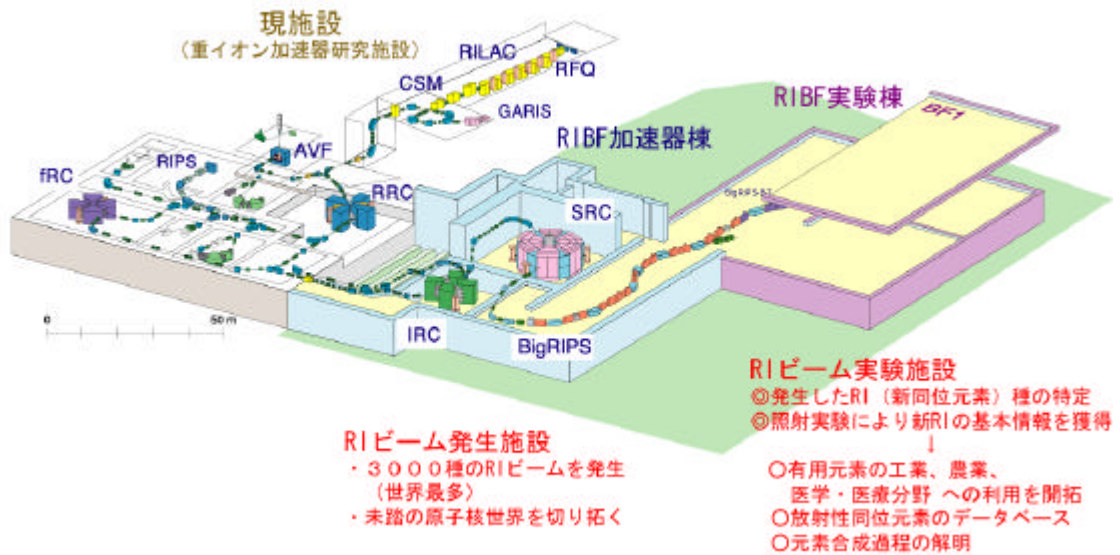 現施設
（重イオン加速器研究施設）
RILAC
CSM
RFQ
GARIS
RIBF実験棟
BF1
RIBF加速器棟
AVF
RIPS
fRC
RRC
SRC
0
50 m
IRC
BigRIPS
RIビーム実験施設
◎発生したRI（新同位元素）種の特定
◎照射実験により新RIの基本情報を獲得
↓
○有用元素の工業、農業、
医学・医療分野 への利用を開拓
○放射性同位元素のデータベース
○元素合成過程の解明
RIビーム発生施設
・３０００種のRIビームを発生
（世界最多）
・未踏の原子核世界を切り拓く